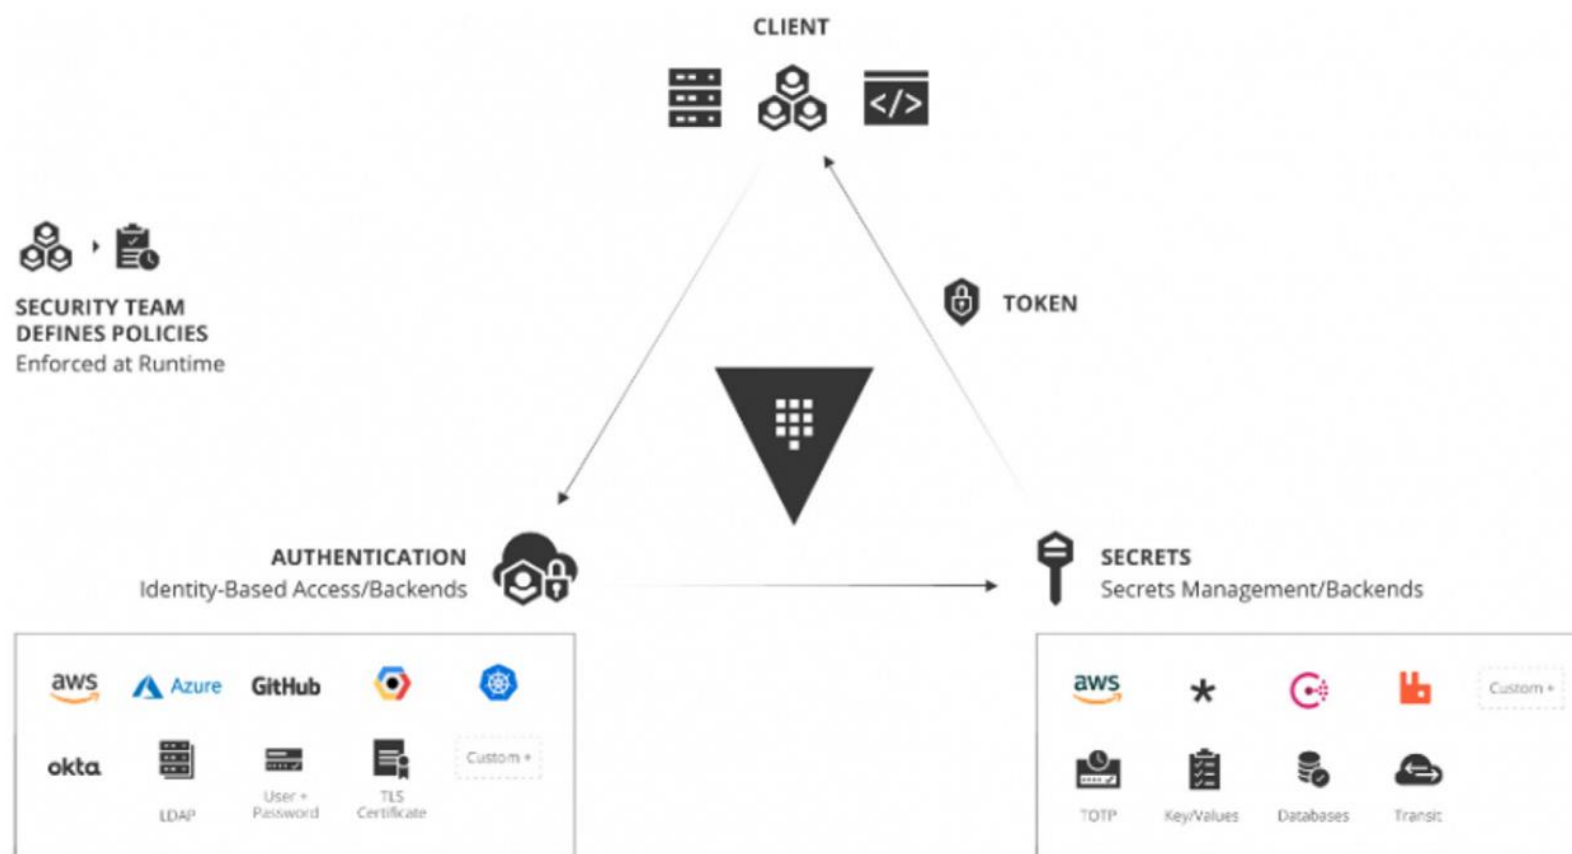 CLIENT
</>
SECURITY TEAM
DEFINES POLICIES
Enforced at Runtime
TOKEN
AUTHENTICATION
Identity-Based Access/Backends
SECRETS
Secrets Management/Backends
aws
Azure
GitHub
okta
LDAP
User +
Password
TLS
Certificate
Custom +
aws
*
Custom +
TOTP
Key/Values
Databases
Transit